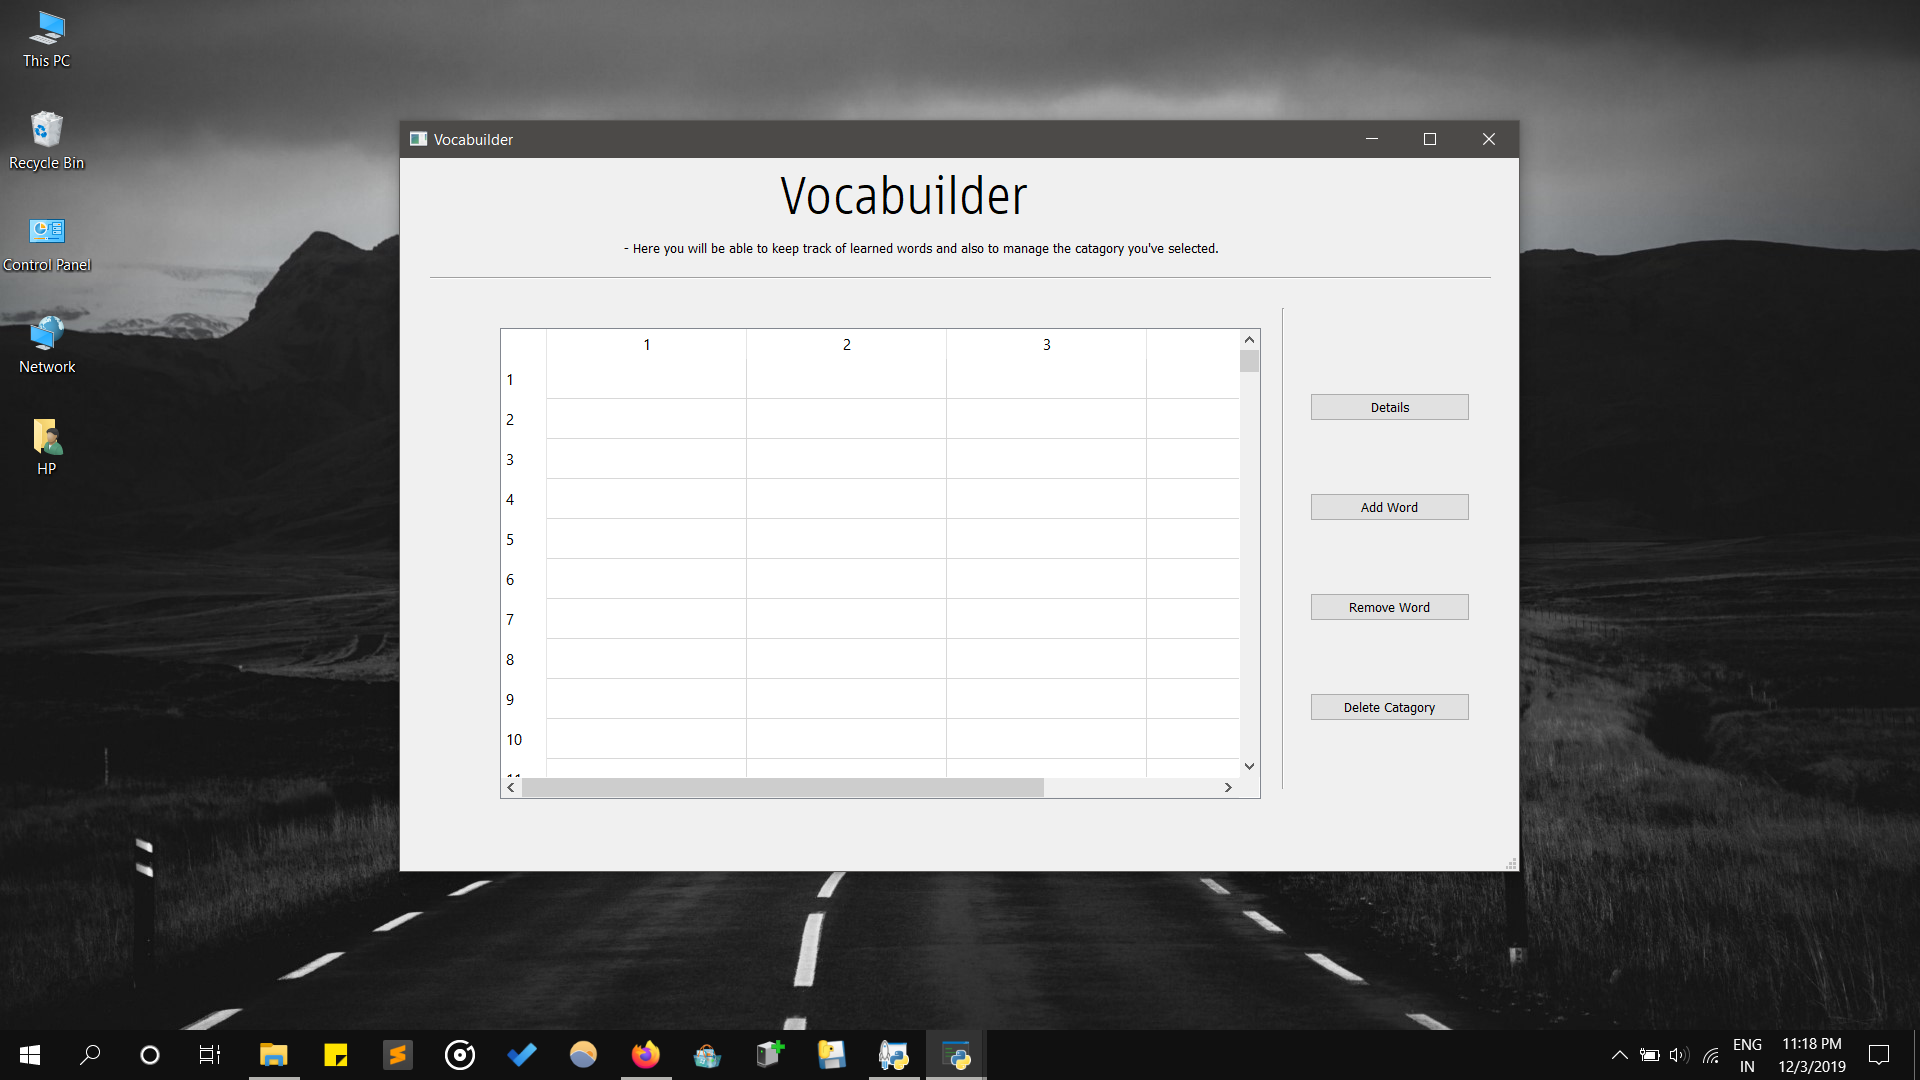 This PC
Recycle Bin
Control Panel
Network
HP
Vocabuilder
Vocabuilder
- Here you will be able to keep track of learned words and also to manage the catagory you've selected.
1 2 3
1
2
3
4
5
6
7
8
9
10
11
Details
Add Word
Remove Word
Delete Catagory
ENG
IN
11:18 PM
12/3/2019